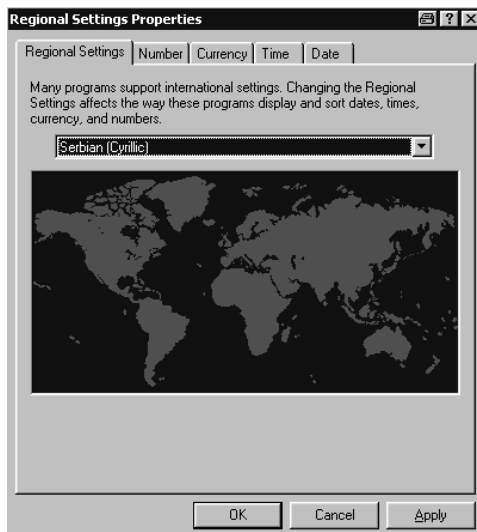 Regional Settings Properties
Regional Settings Number Currency Time Date
Many programs support international settings. Changing the Regional
Settings affects the way these programs display and sort dates, times,
currency, and numbers.
Serbian (Cyrillic)
OK Cancel Apply